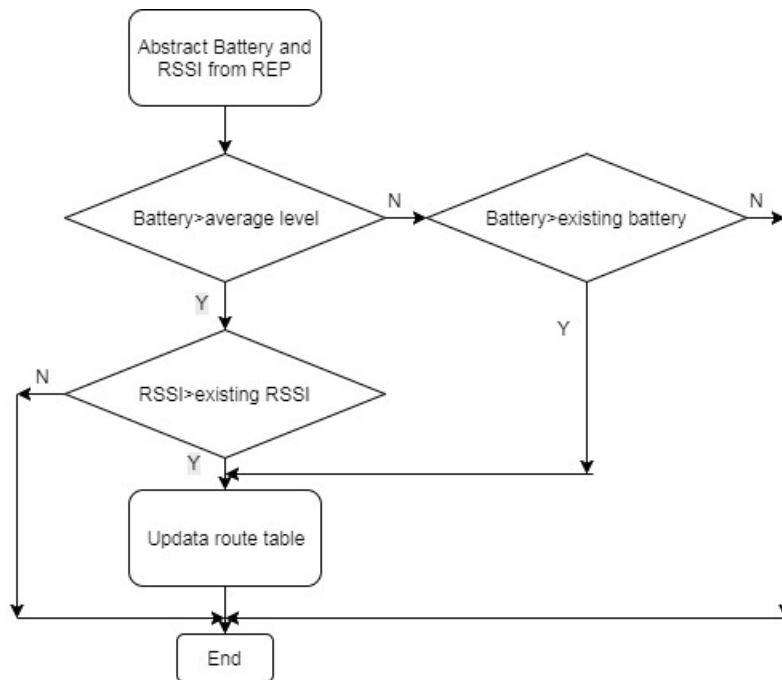 Abstract Battery and
RSSI from REP
Battery>average level
N
Battery>existing battery
N
Y
Y
N
RSSI>existing RSSI
Y
Updata route table
End